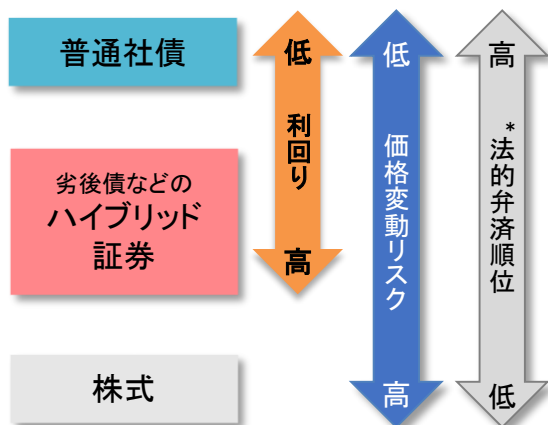 普通社債
劣後債などの
ハイブリッド
証券
株式
低
利回り
高
低
価格変動リスク
高
高
*法的弁済順位
低